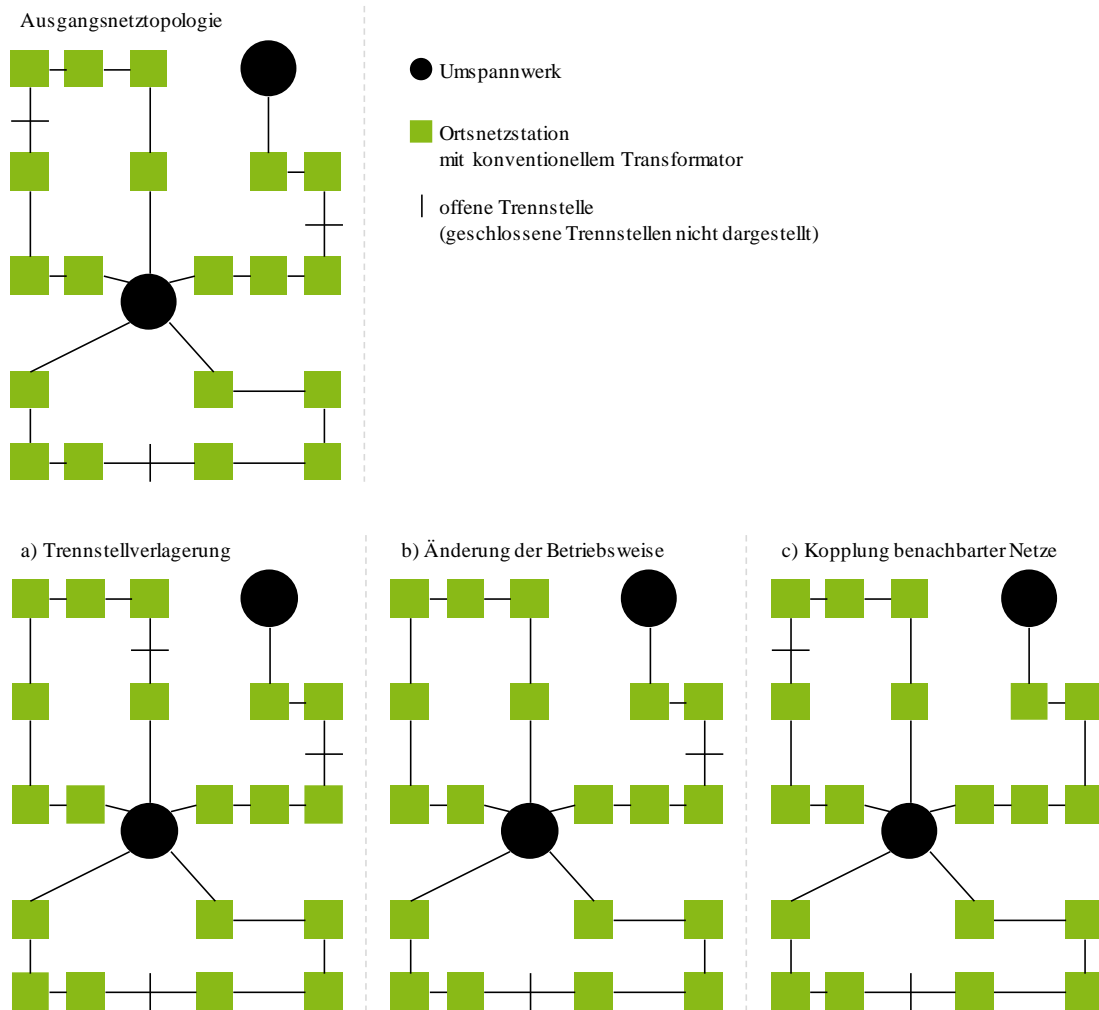 Ausgangsnetztopologie
Umspannwerk
Ortsnetzstation
mit konventionellem Transformator
offene Trennstelle
(geschlossene Trennstellen nicht dargestellt)
a) Trennstellverlagerung
b) Änderung der Betriebsweise
c) Kopplung benachbarter Netze